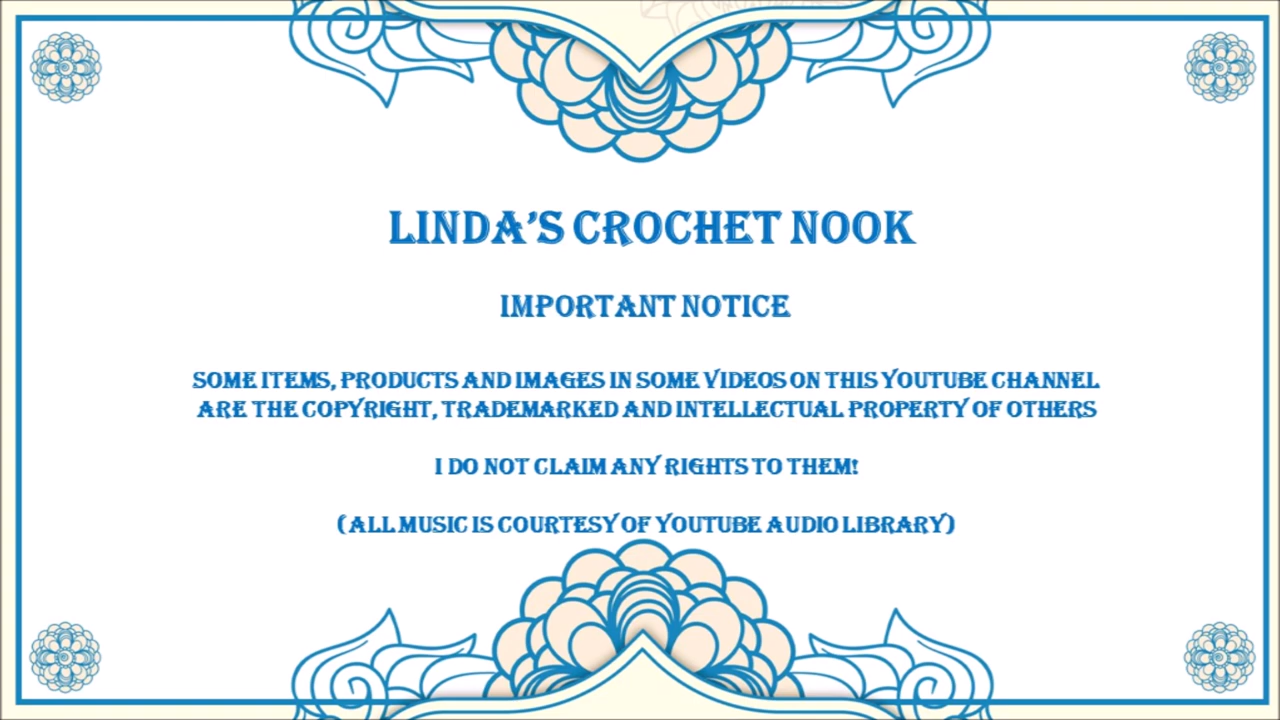 LINDA'S CROCHET NOOK
IMPORTANT NOTICE
SOME ITEMS, PRODUCTS AND IMAGES IN SOME VIDEOS ON THIS YOUTUBE CHANNEL
ARE THE COPYRIGHT, TRADEMARKED AND INTELLECTUAL PROPERTY OF OTHERS
I DO NOT CLAIM ANY RIGHTS TO THEM!
(ALL MUSIC IS COURTESY OF YOUTUBE AUDIO LIBRARY)